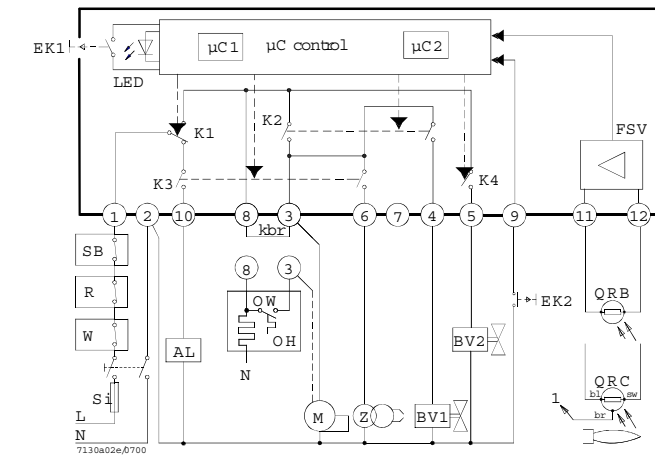 EK1
LED
µC1
µC control
µC2
K1
K2
K3
K4
FSV
1
2
10
8
3
6
7
4
5
9
11
12
kbr
SB
R
W
Si
L
N
AL
8
3
OW
OH
N
M
Z
BV1
BV2
EK2
QRB
QRC
bl
sw
br
1
7130a02e/0700